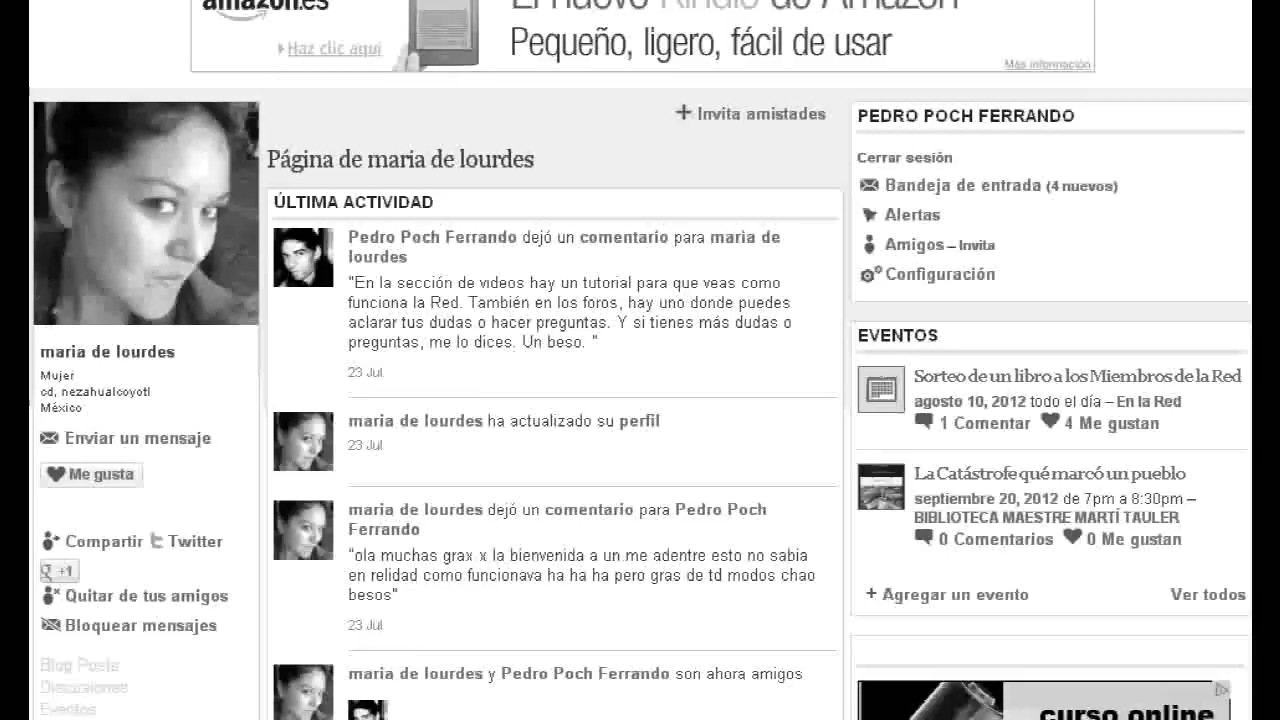 amazon.es
Haz clic aquí
El nuevo Kindle de Amazon
Pequeño, ligero, fácil de usar
Más información
maria de lourdes
Mujer
cd, nezahualcoyotl
México
Enviar un mensaje
Me gusta
Compartir Twitter
+1
Quitar de tus amigos
Bloquear mensajes
Blog Posts
Discusiones
Eventos
+ Invita amistades
Página de maria de lourdes
ÚLTIMA ACTIVIDAD
Pedro Poch Ferrando dejó un comentario para maria de
lourdes
"En la sección de videos hay un tutorial para que veas como
funciona la Red. También en los foros, hay uno donde puedes
aclarar tus dudas o hacer preguntas. Y si tienes más dudas o
preguntas, me lo dices. Un beso. "
23 Jul
maria de lourdes ha actualizado su perfil
23 Jul
maria de lourdes dejó un comentario para Pedro Poch
Ferrando
"ola muchas grax x la bienvenida a un me adentre esto no sabia
en relidad como funcionava ha ha ha pero gras de td modos chao
besos"
23 Jul
maria de lourdes y Pedro Poch Ferrando son ahora amigos
PEDRO POCH FERRANDO
Cerrar sesión
Bandeja de entrada (4 nuevos)
Alertas
Amigos – Invita
Configuración
EVENTOS
Sorteo de un libro a los Miembros de la Red
agosto 10, 2012 todo el día – En la Red
1 Comentar 4 Me gustan
La Catástrofe qué marcó un pueblo
septiembre 20, 2012 de 7pm a 8:30pm –
BIBLIOTECA MAESTRE MARTÍ TAULER
0 Comentarios 0 Me gustan
+ Agregar un evento
Ver todos
curso online